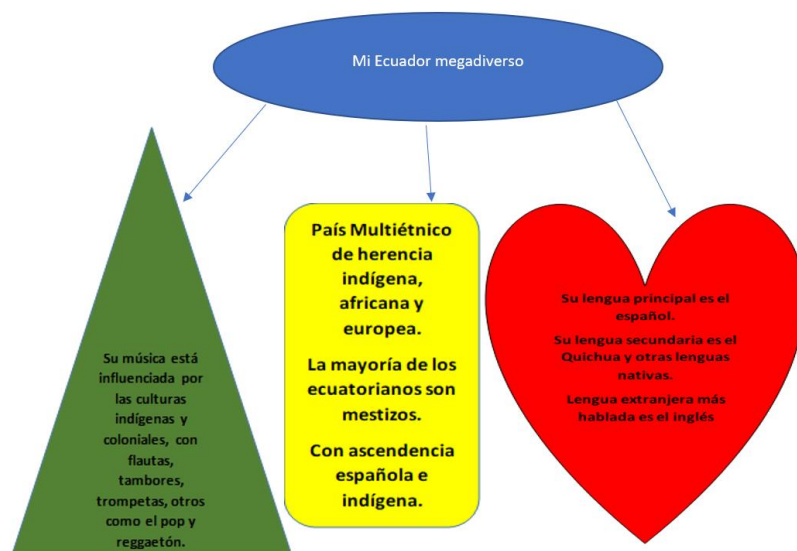 Mi Ecuador megadiverso
Su música está
influenciada por
las culturas
indígenas y
coloniales, con
flautas,
tambores,
trompetas, otros
como el pop y
reggaetón.
País Multiétnico
de herencia
indígena,
africana y
europea.
La mayoría de los
ecuatorianos son
mestizos.
Con ascendencia
española e
indígena.
Su lengua principal es el
español.
Su lengua secundaria es el
Quichua y otras lenguas
nativas.
Lengua extranjera más
hablada es el inglés